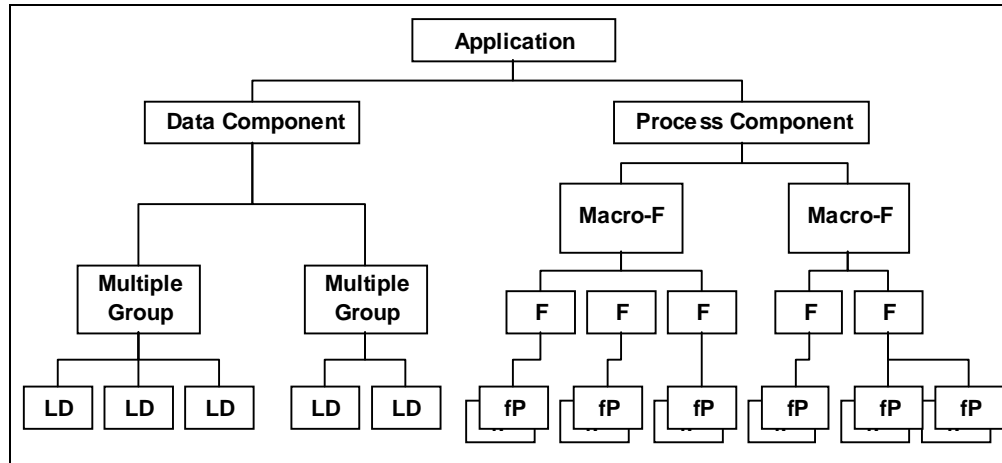 Application
Data Component
Process Component
Macro-F
Macro-F
Multiple
Group
Multiple
Group
F
F
F
F
F
LD
LD
LD
LD
LD
fP
fP
fP
fP
fP
fP